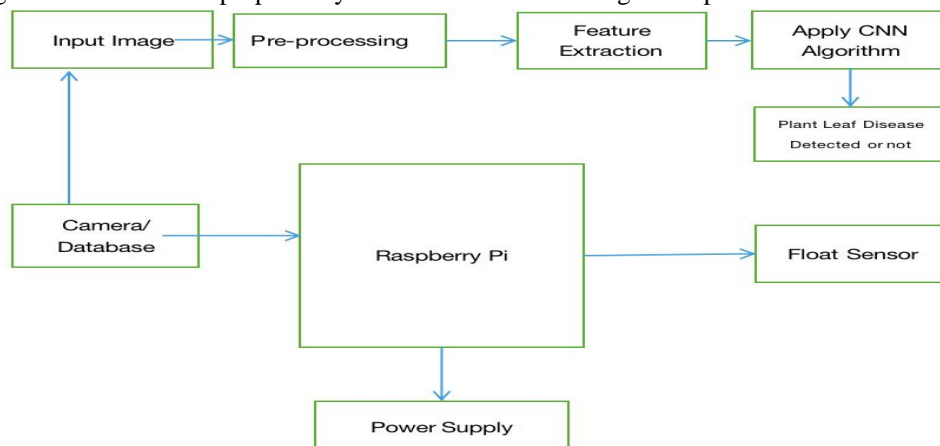 Input Image
Pre-processing
Feature
Extraction
Apply CNN
Algorithm
Plant Leaf Disease
Detected or not
Camera/
Database
Raspberry Pi
Float Sensor
Power Supply